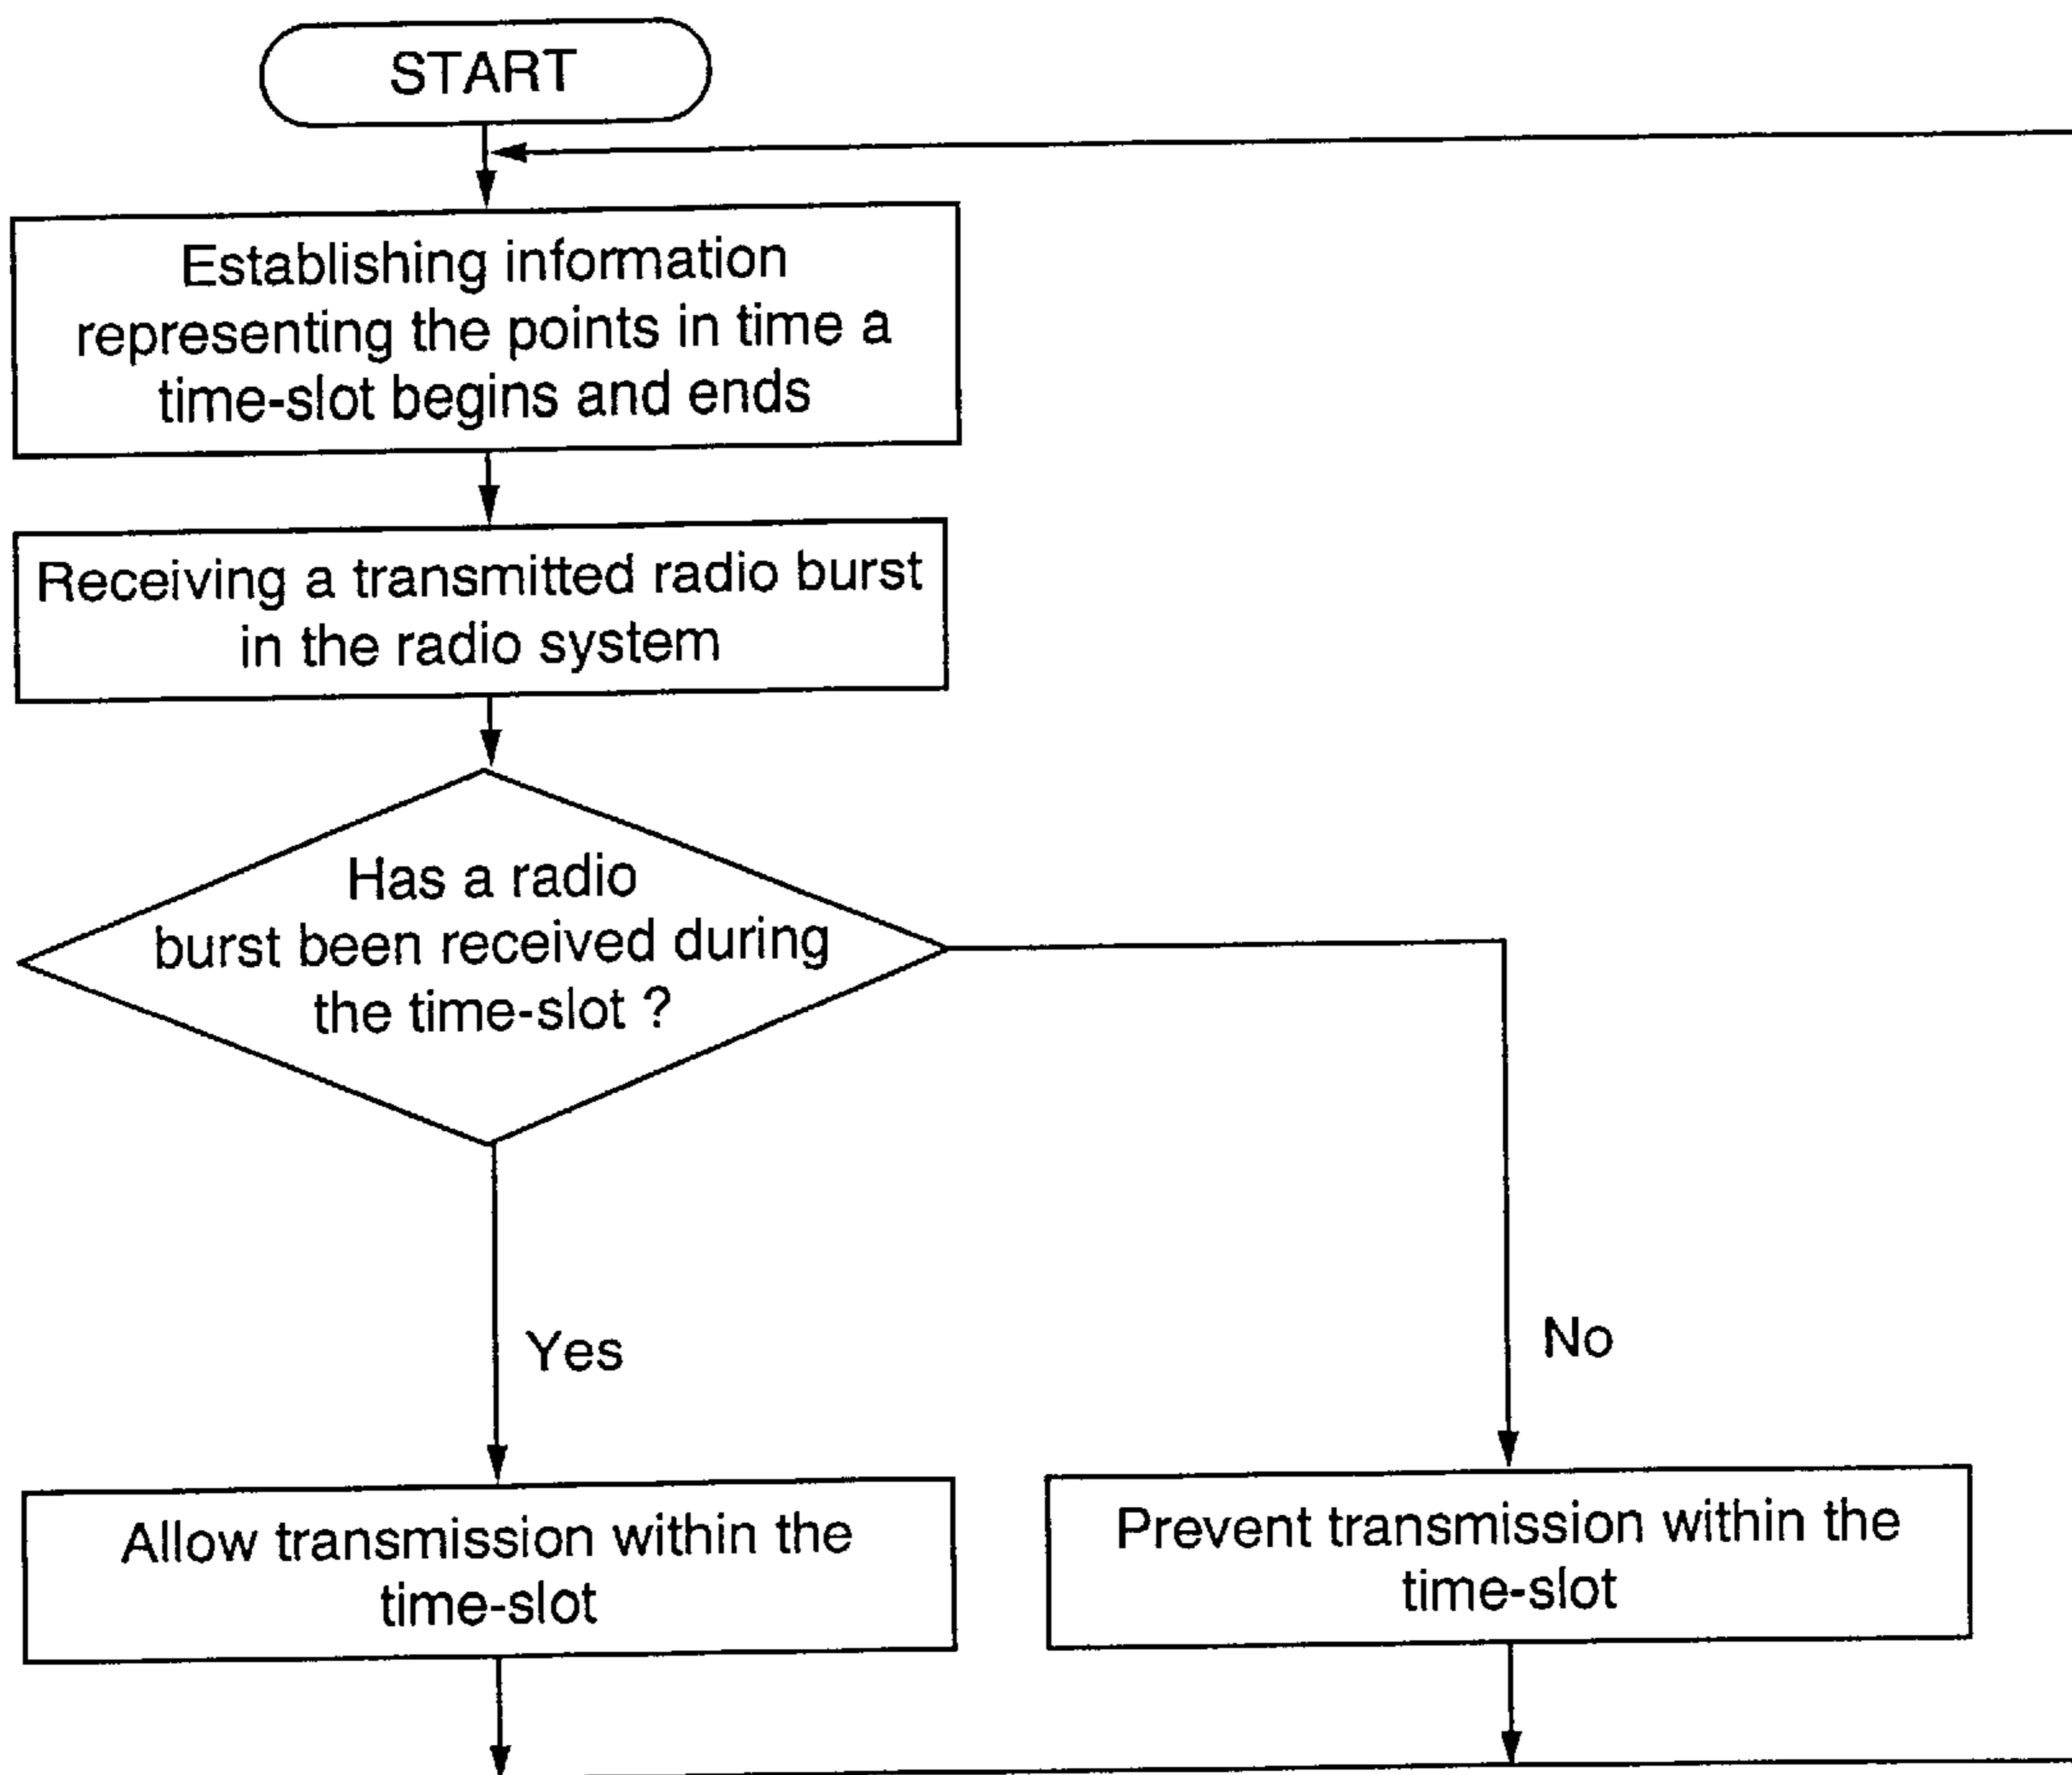 START
Establishing information
representing the points in time a
time-slot begins and ends
Receiving a transmitted radio burst
in the radio system
Has a radio
burst been received during
the time-slot ?
Yes
No
Allow transmission within the
time-slot
Prevent transmission within the
time-slot